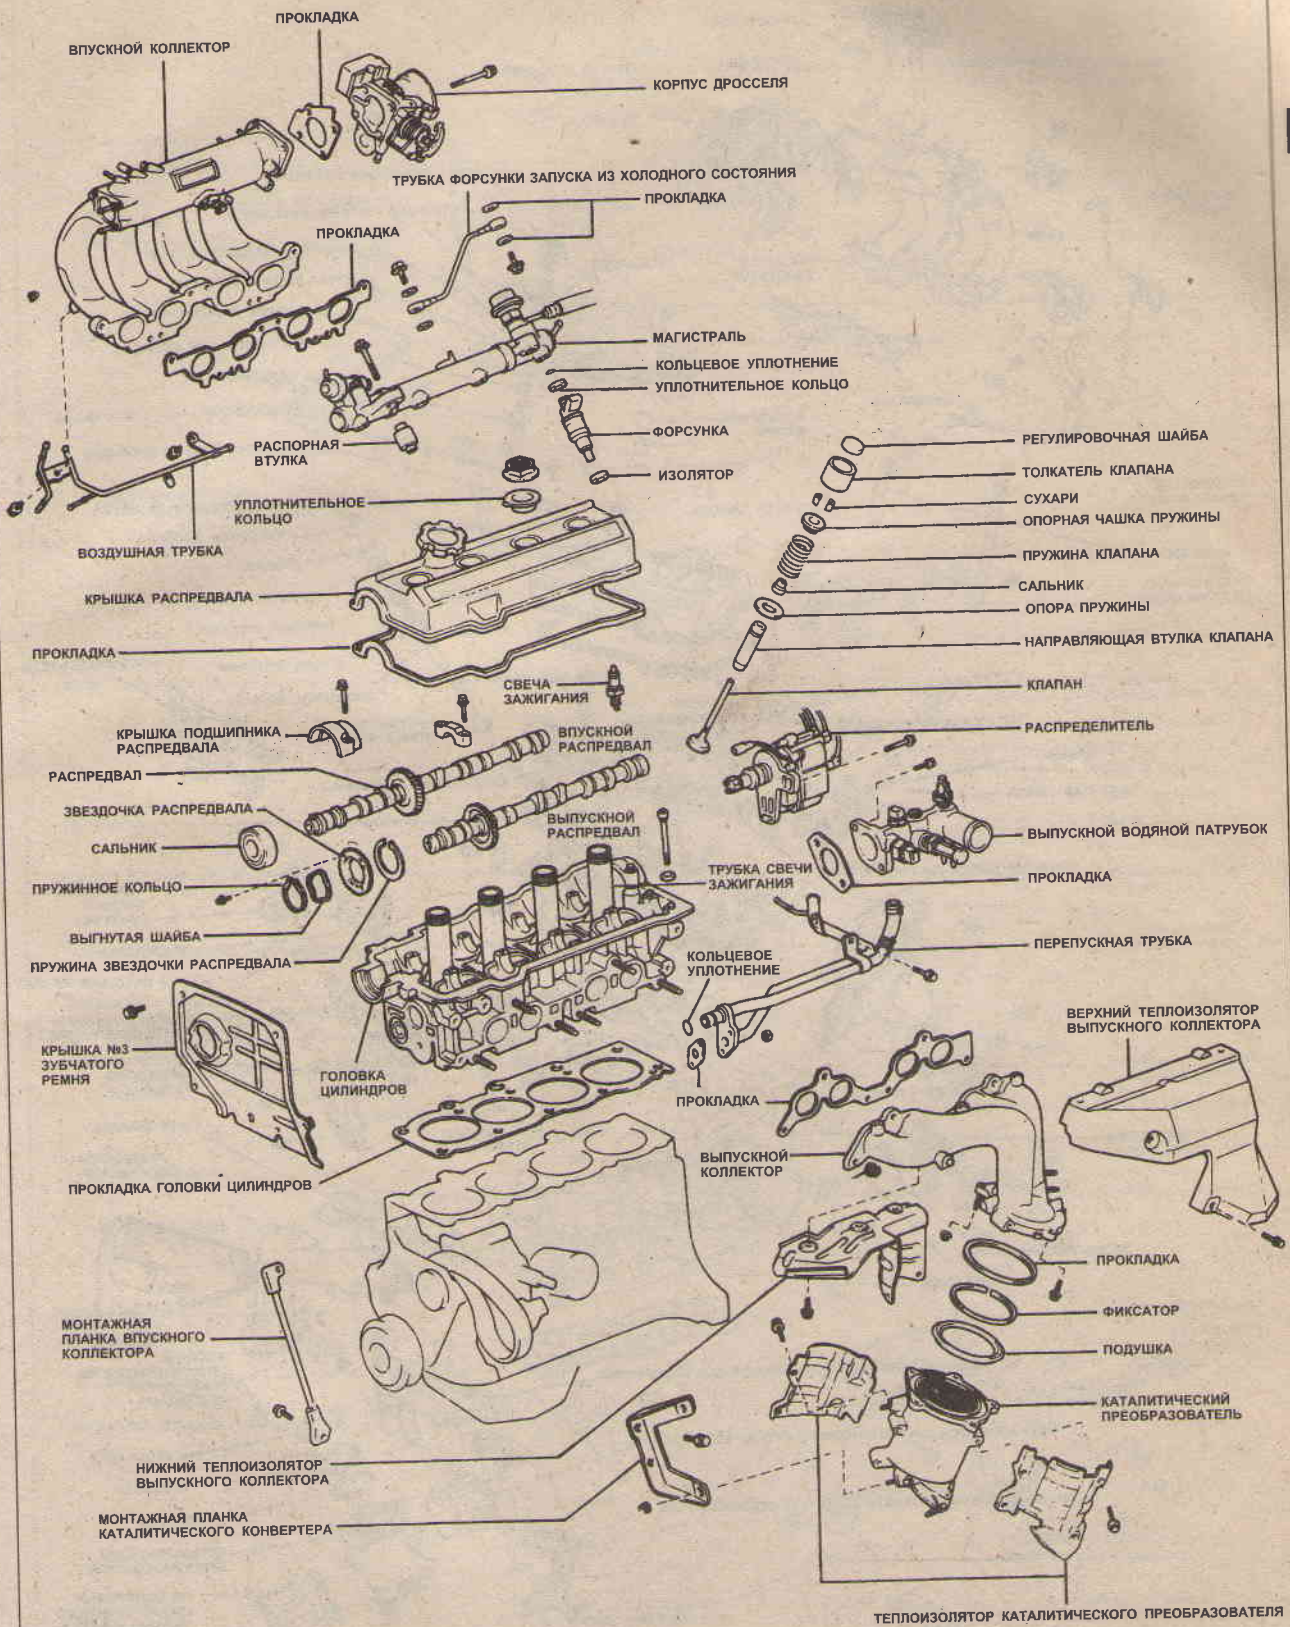 ПРОКЛАДКА
ВПУСКНОЙ КОЛЛЕКТОР
КОРПУС ДРОССЕЛЯ
ТРУБКА ФОРСУНКИ ЗАПУСКА ИЗ ХОЛОДНОГО СОСТОЯНИЯ
ПРОКЛАДКА
ПРОКЛАДКА
МАГИСТРАЛЬ
КОЛЬЦЕВОЕ УПЛОТНЕНИЕ
УПЛОТНИТЕЛЬНОЕ КОЛЬЦО
ФОРСУНКА
РАСПОРНАЯ
ВТУЛКА
ИЗОЛЯТОР
РЕГУЛИРОВОЧНАЯ ШАЙБА
ТОЛКАТЕЛЬ КЛАПАНА
СУХАРИ
ОПОРНАЯ ЧАШКА ПРУЖИНЫ
ПРУЖИНА КЛАПАНА
САЛЬНИК
ОПОРА ПРУЖИНЫ
НАПРАВЛЯЮЩАЯ ВТУЛКА КЛАПАНА
КЛАПАН
РАСПРЕДЕЛИТЕЛЬ
УПЛОТНИТЕЛЬНОЕ
КОЛЬЦО
ВОЗДУШНАЯ ТРУБКА
КРЫШКА РАСПРЕДВАЛА
ПРОКЛАДКА
СВЕЧА
ЗАЖИГАНИЯ
КРЫШКА ПОДШИПНИКА
РАСПРЕДВАЛА
ВПУСКНОЙ
РАСПРЕДВАЛ
РАСПРЕДВАЛ
ЗВЕЗДОЧКА РАСПРЕДВАЛА
ВЫПУСКНОЙ
РАСПРЕДВАЛ
САЛЬНИК
ВЫПУСКНОЙ ВОДЯНОЙ ПАТРУБОК
ТРУБКА СВЕЧИ
ЗАЖИГАНИЯ
ПРОКЛАДКА
ПРУЖИННОЕ КОЛЬЦО
ВЫГНУТАЯ ШАЙБА
ПРУЖИНА ЗВЕЗДОЧКИ РАСПРЕДВАЛА
ПЕРЕПУСКНАЯ ТРУБКА
КОЛЬЦЕВОЕ
УПЛОТНЕНИЕ
ВЕРХНИЙ ТЕПЛОИЗОЛЯТОР
ВЫПУСКНОГО КОЛЛЕКТОРА
КРЫШКА №3
ЗУБЧАТОГО
РЕМНЯ
ГОЛОВКА
ЦИЛИНДРОВ
ПРОКЛАДКА
ВЫПУСКНОЙ
КОЛЛЕКТОР
ПРОКЛАДКА ГОЛОВКИ ЦИЛИНДРОВ
ПРОКЛАДКА
ФИКСАТОР
ПОДУШКА
МОНТАЖНАЯ
ПЛАНКА ВПУСКНОГО
КОЛЛЕКТОРА
КАТАЛИТИЧЕСКИЙ
ПРЕОБРАЗОВАТЕЛЬ
НИЖНИЙ ТЕПЛОИЗОЛЯТОР
ВЫПУСКНОГО КОЛЛЕКТОРА
МОНТАЖНАЯ ПЛАНКА
КАТАЛИТИЧЕСКОГО КОНВЕРТЕРА
ТЕПЛОИЗОЛЯТОР КАТАЛИТИЧЕСКОГО ПРЕОБРАЗОВАТЕЛЯ